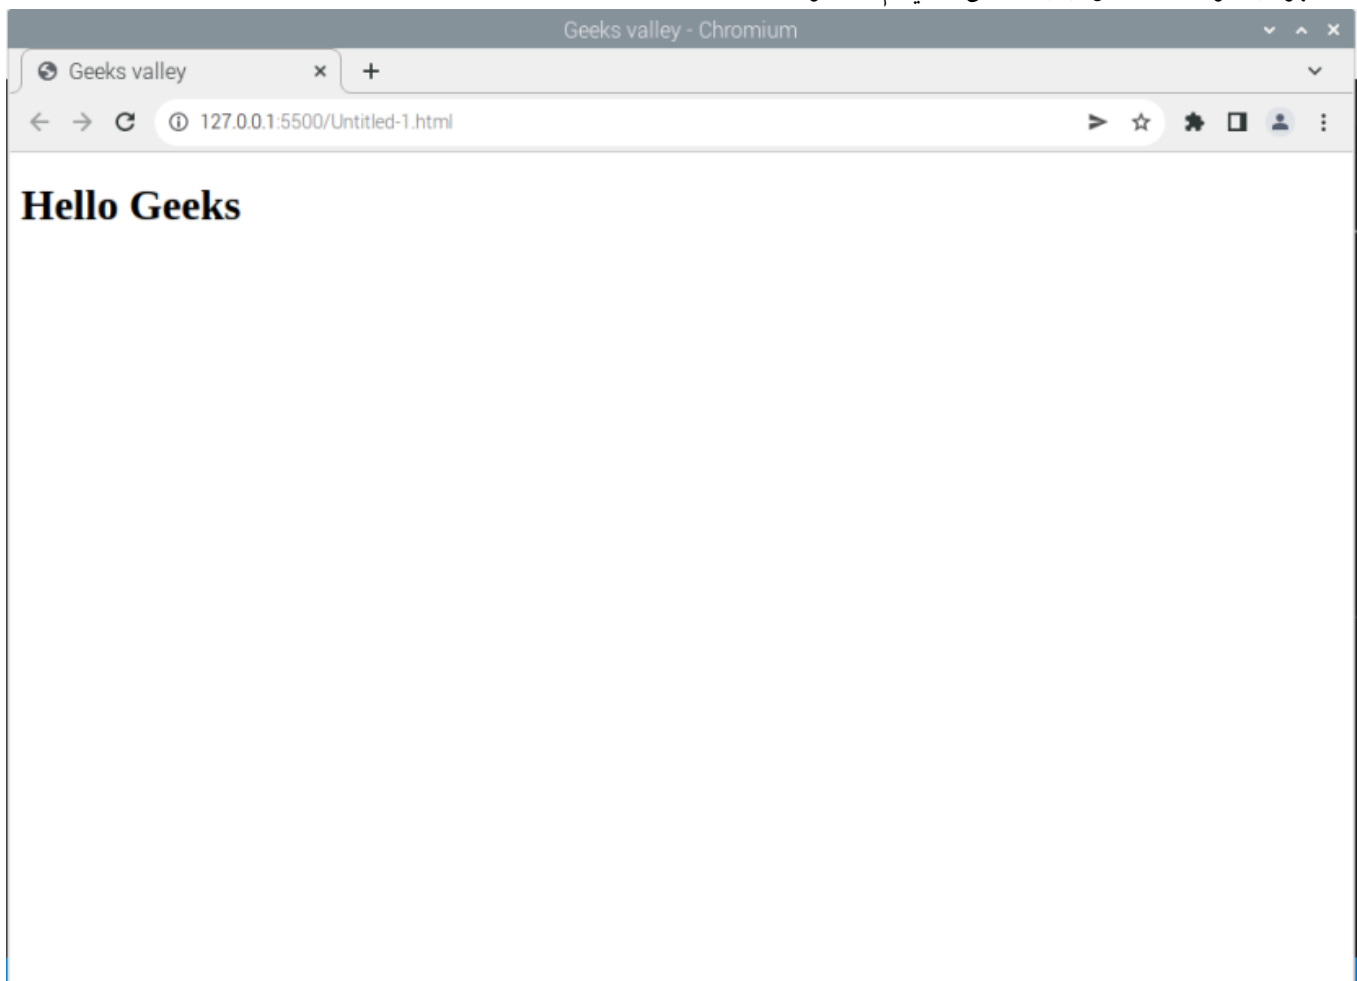 Geeks valley - Chromium
Geeks valley
127.0.0.1:5500/Untitled-1.html
Hello Geeks